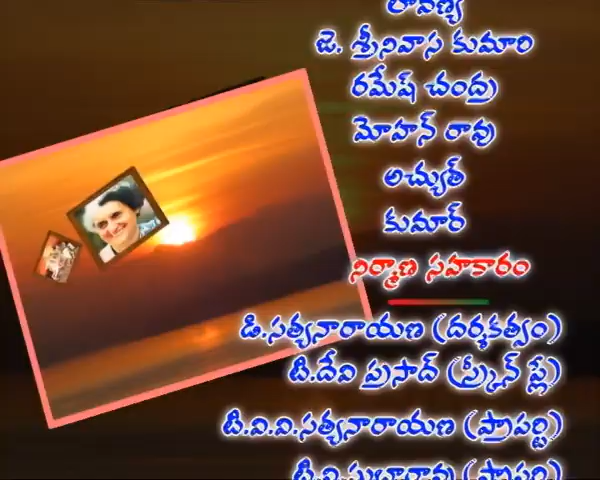 జె. శ్రీనివాస కుమారి
రమేష్ చంద్ర
మోహన్ రావు
అచ్యుత్
కుమార్
నిర్మాణ సహకారం
డి.సత్యనారాయణ (దర్శకత్వం)
టి.దేవి ప్రసాద్ (స్క్రీన్ ప్లే)
టీ.వి.వి.సత్యనారాయణ (ప్రాపర్టి)